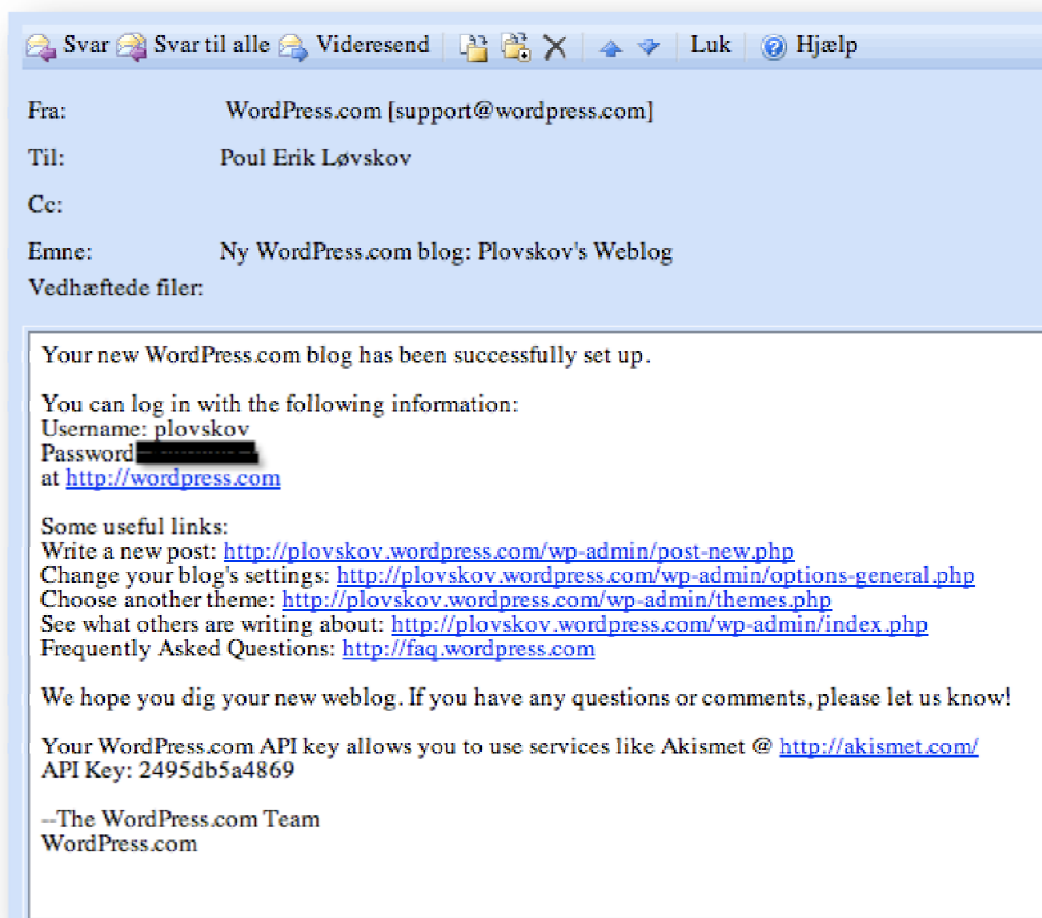 Svar Svar til alle Videresend Luk Hjælp
Fra: WordPress.com [support@wordpress.com]
Til: Poul Erik Løvskov
Cc:
Emne: Ny WordPress.com blog: Plovskov's Weblog
Vedhæftede filer:
Your new WordPress.com blog has been successfully set up.
You can log in with the following information:
Username: plovskov
Password
at http://wordpress.com
Some useful links:
Write a new post: http://plovskov.wordpress.com/wp-admin/post-new.php
Change your blog's settings: http://plovskov.wordpress.com/wp-admin/options-general.php
Choose another theme: http://plovskov.wordpress.com/wp-admin/themes.php
See what others are writing about: http://plovskov.wordpress.com/wp-admin/index.php
Frequently Asked Questions: http://faq.wordpress.com
We hope you dig your new weblog. If you have any questions or comments, please let us know!
Your WordPress.com API key allows you to use services like Akismet @ http://akismet.com/
API Key: 2495db5a4869
--The WordPress.com Team
WordPress.com